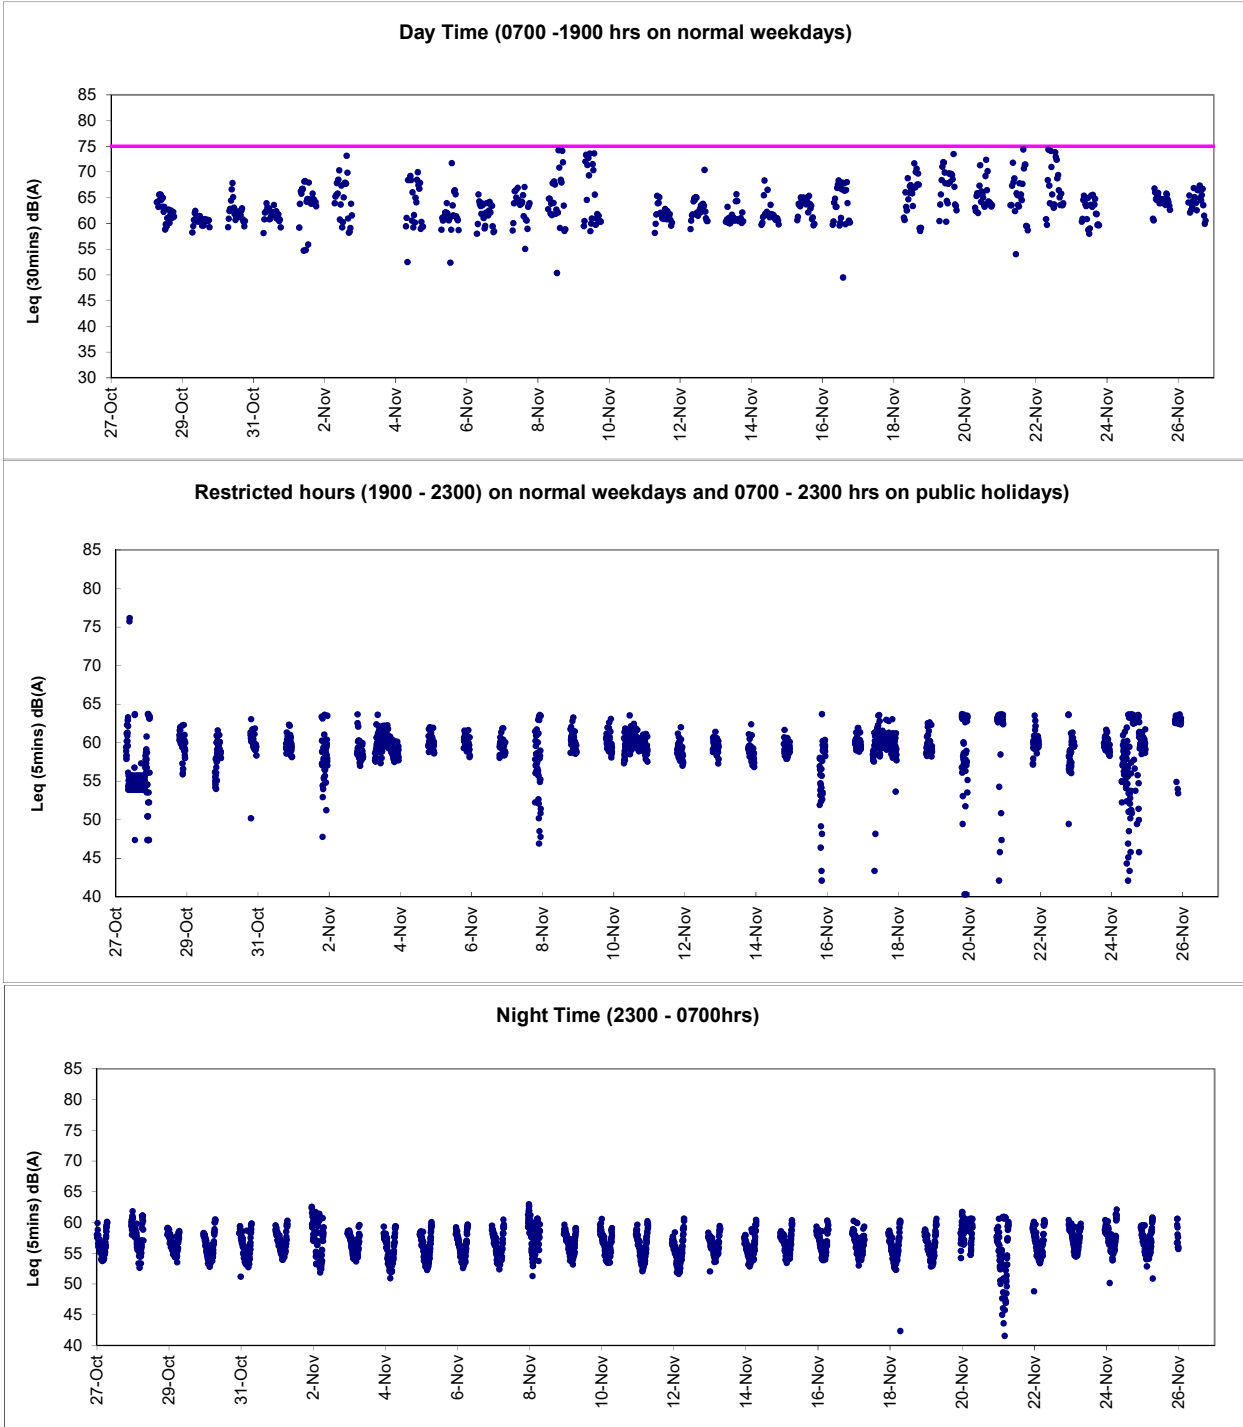 Day Time (0700 -1900 hrs on normal weekdays)
Leq (30mins) dB(A)
85
80
75
70
65
60
55
50
45
40
35
30
27-Oct
29-Oct
31-Oct
2-Nov
4-Nov
6-Nov
8-Nov
10-Nov
12-Nov
14-Nov
16-Nov
18-Nov
20-Nov
22-Nov
24-Nov
26-Nov
Restricted hours (1900 - 2300) on normal weekdays and 0700 - 2300 hrs on public holidays)
Leq (5mins) dB(A)
85
80
75
70
65
60
55
50
45
40
27-Oct
29-Oct
31-Oct
2-Nov
4-Nov
6-Nov
8-Nov
10-Nov
12-Nov
14-Nov
16-Nov
18-Nov
20-Nov
22-Nov
24-Nov
26-Nov
Night Time (2300 - 0700hrs)
Leq (5mins) dB(A)
85
80
75
70
65
60
55
50
45
40
27-Oct
29-Oct
31-Oct
2-Nov
4-Nov
6-Nov
8-Nov
10-Nov
12-Nov
14-Nov
16-Nov
18-Nov
20-Nov
22-Nov
24-Nov
26-Nov